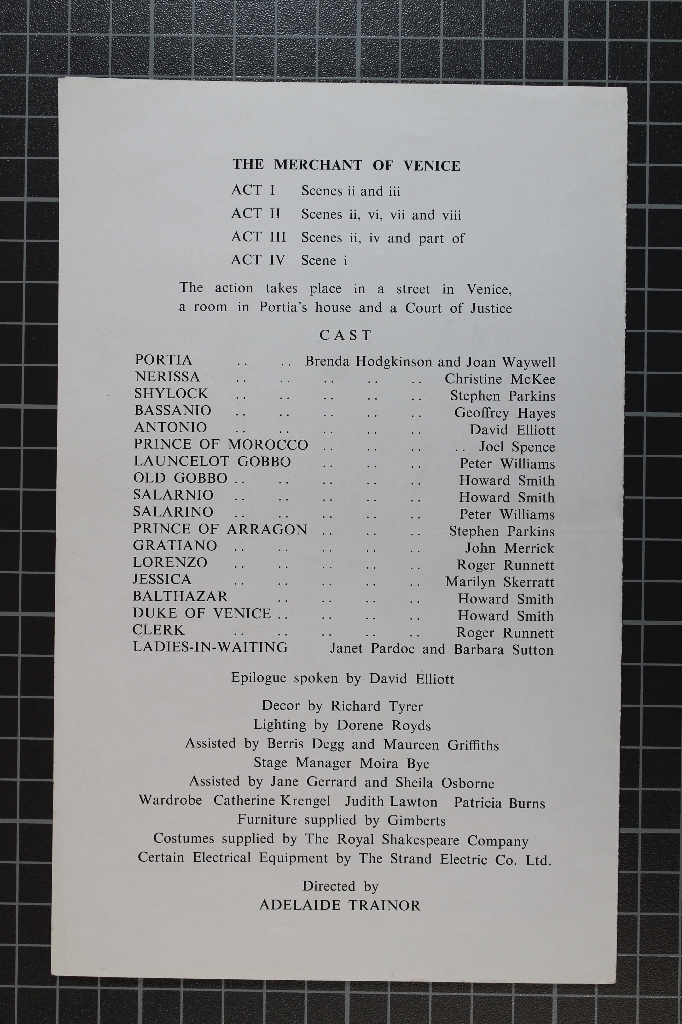 THE MERCHANT OF VENICE
ACT I Scenes ii and iii
ACT II Scenes ii, vi, vii and viii
ACT III Scenes ii, iv and part of
ACT IV Scene i
The action takes place in a street in Venice,
a room in Portia's house and a Court of Justice
CAST
PORTIA .. .. Brenda Hodgkinson and Joan Waywell
NERISSA .. .. .. .. .. Christine McKee
SHYLOCK .. .. .. .. .. Stephen Parkins
BASSANIO .. .. .. .. .. Geoffrey Hayes
ANTONIO .. .. .. .. .. David Elliott
PRINCE OF MOROCCO .. .. .. .. Joel Spence
LAUNCELOT GOBBO .. .. .. Peter Williams
OLD GOBBO .. .. .. .. .. Howard Smith
SALARNIO .. .. .. .. .. Howard Smith
SALARINO .. .. .. .. .. Peter Williams
PRINCE OF ARRAGON .. .. .. Stephen Parkins
GRATIANO .. .. .. .. .. John Merrick
LORENZO .. .. .. .. .. Roger Runnett
JESSICA .. .. .. .. .. Marilyn Skerratt
BALTHAZAR .. .. .. .. Howard Smith
DUKE OF VENICE .. .. .. .. Howard Smith
CLERK .. .. .. .. .. Roger Runnett
LADIES-IN-WAITING Janet Pardoe and Barbara Sutton
Epilogue spoken by David Elliott
Decor by Richard Tyrer
Lighting by Dorene Royds
Assisted by Berris Degg and Maureen Griffiths
Stage Manager Moira Bye
Assisted by Jane Gerrard and Sheila Osborne
Wardrobe Catherine Krengel Judith Lawton Patricia Burns
Furniture supplied by Gimberts
Costumes supplied by The Royal Shakespeare Company
Certain Electrical Equipment by The Strand Electric Co. Ltd.
Directed by
ADELAIDE TRAINOR